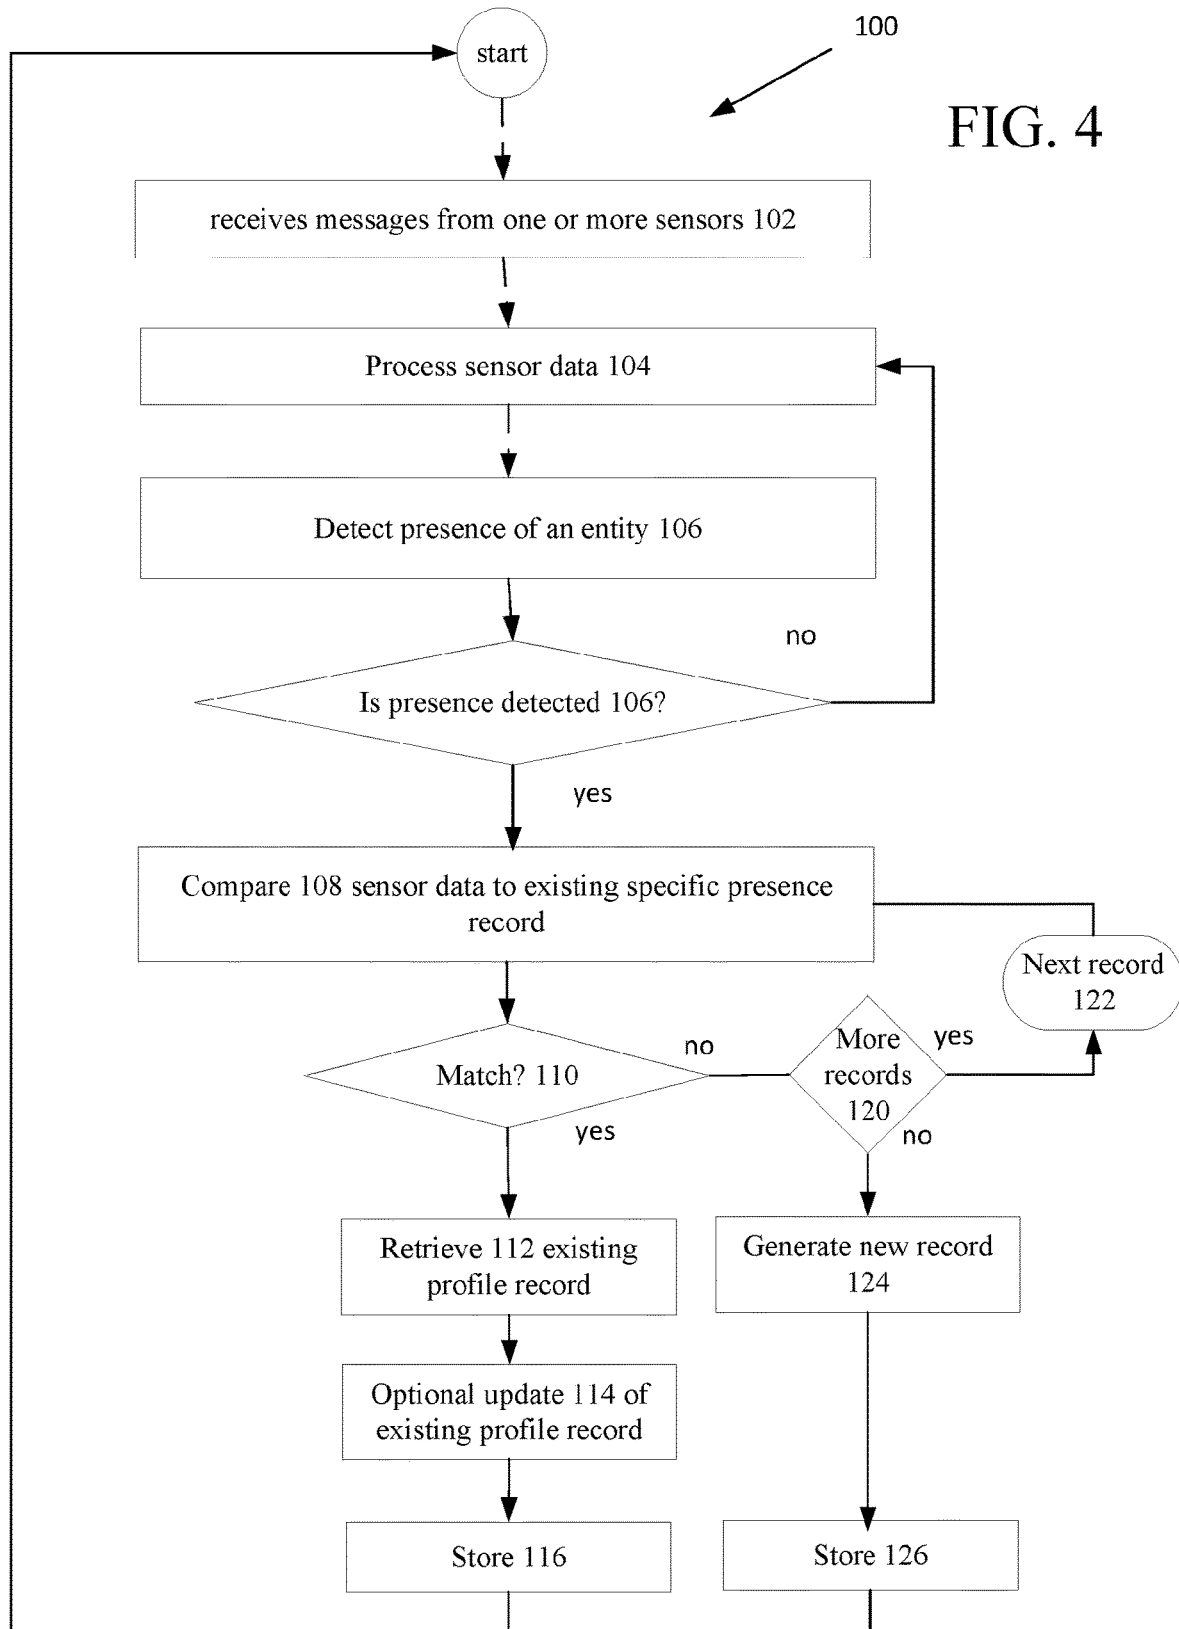 start
100
FIG. 4
receives messages from one or more sensors 102
Process sensor data 104
Detect presence of an entity 106
no
Is presence detected 106?
yes
Compare 108 sensor data to existing specific presence
record
Next record
122
Match? 110
no
More
records
120
yes
yes
no
Retrieve 112 existing
profile record
Generate new record
124
Optional update 114 of
existing profile record
Store 116
Store 126